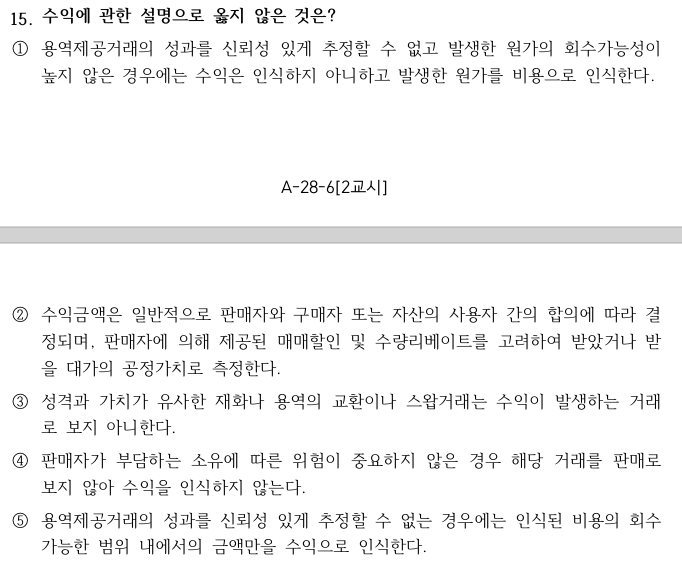 15. 수익에 관한 설명으로 옳지 않은 것은?
① 용역제공거래의 성과를 신뢰성 있게 추정할 수 없고 발생한 원가의 회수가능성이
높지 않은 경우에는 수익은 인식하지 아니하고 발생한 원가를 비용으로 인식한다.
A-28-6[2교시]
② 수익금액은 일반적으로 판매자와 구매자 또는 자산의 사용자 간의 합의에 따라 결
정되며, 판매자에 의해 제공된 매매할인 및 수량리베이트를 고려하여 받았거나 받
을 대가의 공정가치로 측정한다.
③ 성격과 가치가 유사한 재화나 용역의 교환이나 스왑거래는 수익이 발생하는 거래
로 보지 아니한다.
④ 판매자가 부담하는 소유에 따른 위험이 중요하지 않은 경우 해당 거래를 판매로
보지 않아 수익을 인식하지 않는다.
⑤ 용역제공거래의 성과를 신뢰성 있게 추정할 수 없는 경우에는 인식된 비용의 회수
가능한 범위 내에서의 금액만을 수익으로 인식한다.